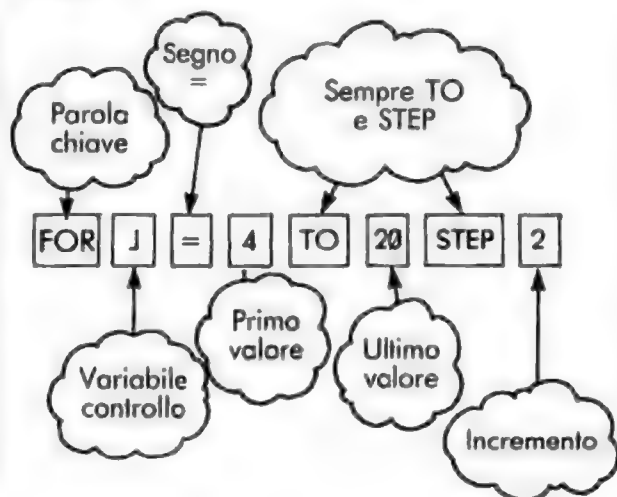 Segno
=
Parola
chiave
Sempre TO
e STEP
FOR J = 4 TO 20 STEP 2
Variabile
controllo
Primo
valore
Ultimo
valore
Incremento